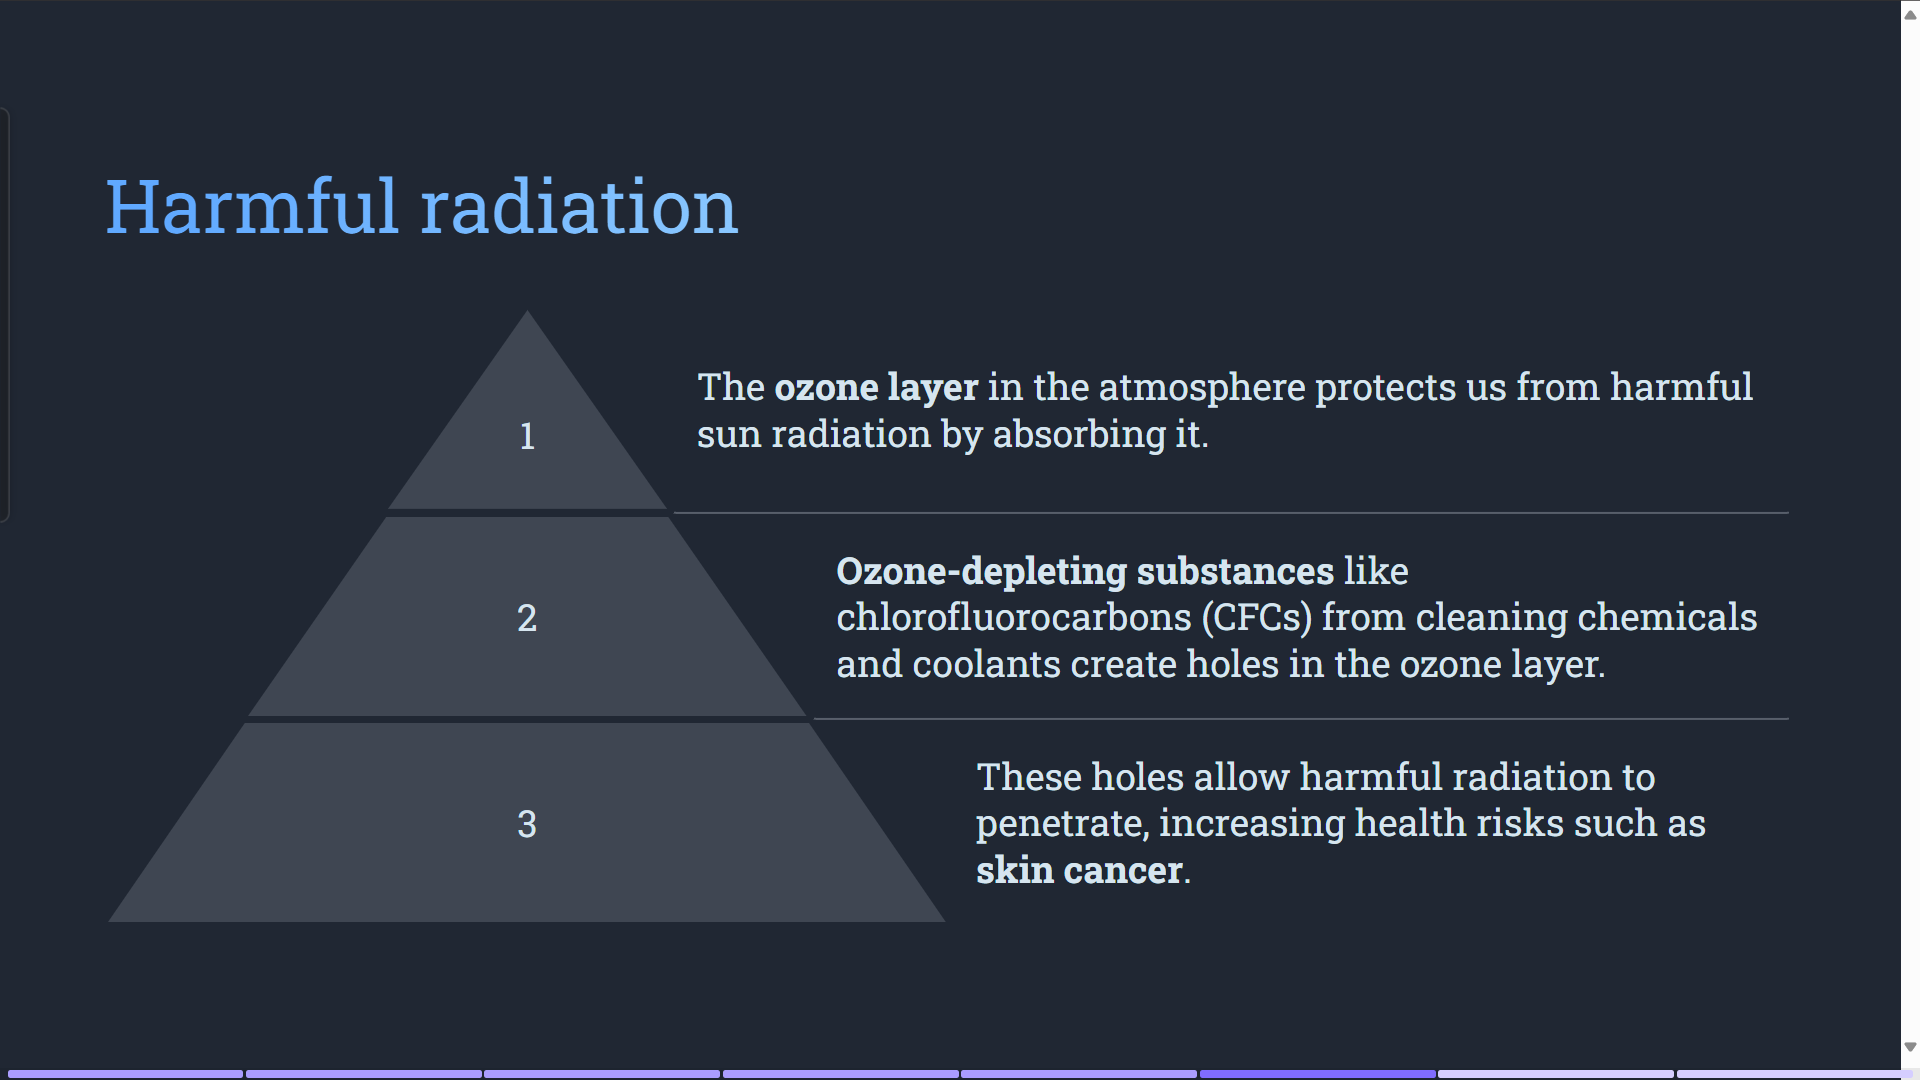 Harmful radiation
1
The ozone layer in the atmosphere protects us from harmful
sun radiation by absorbing it.
2
Ozone-depleting substances like
chlorofluorocarbons (CFCs) from cleaning chemicals
and coolants create holes in the ozone layer.
3
These holes allow harmful radiation to
penetrate, increasing health risks such as
skin cancer.